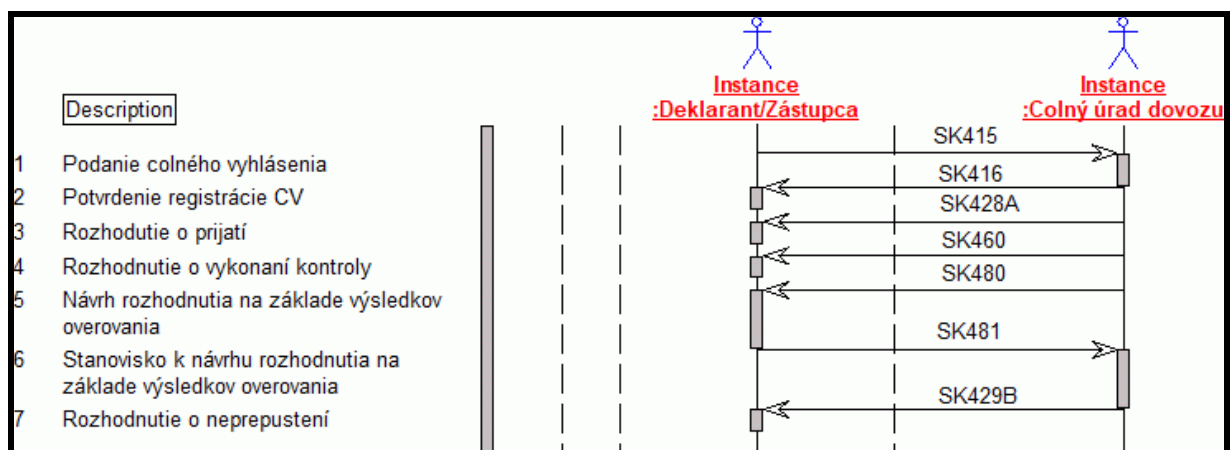 Instance
:Deklarant/Zástupca
Instance
:Colný úrad dovozu
Description
SK415
1 Podanie colného vyhlásenia
SK416
2 Potvrdenie registrácie CV
SK428A
3 Rozhodutie o prijatí
SK460
4 Rozhodnutie o vykonaní kontroly
SK480
5 Návrh rozhodnutia na základe výsledkov
overovania
SK481
6 Stanovisko k návrhu rozhodnutia na
základe výsledkov overovania
SK429B
7 Rozhodnutie o neprepustení